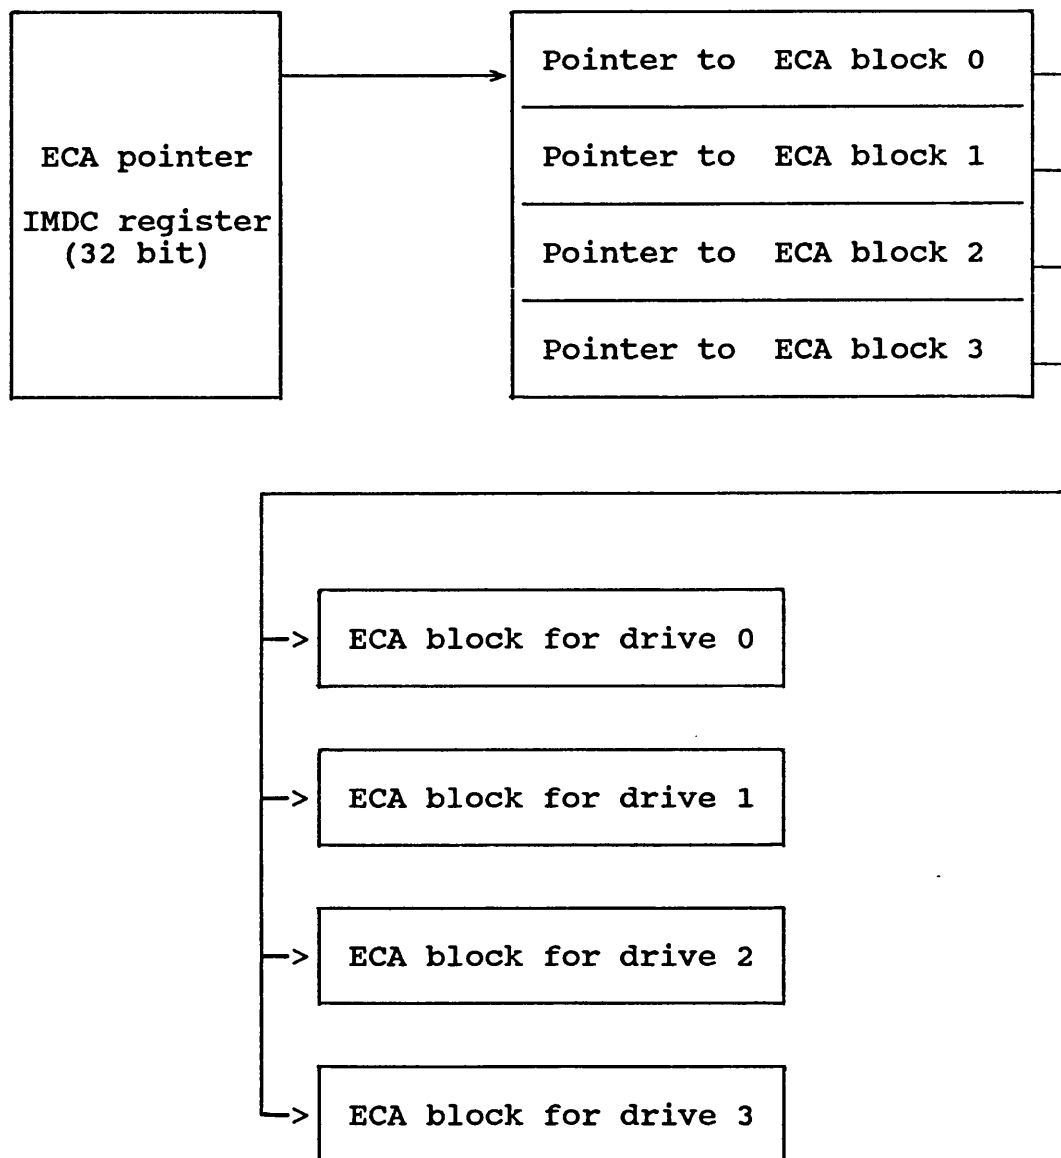 ECA pointer
IMDC register
(32 bit)
Pointer to ECA block 0
Pointer to ECA block 1
Pointer to ECA block 2
Pointer to ECA block 3
ECA block for drive 0
ECA block for drive 1
ECA block for drive 2
ECA block for drive 3